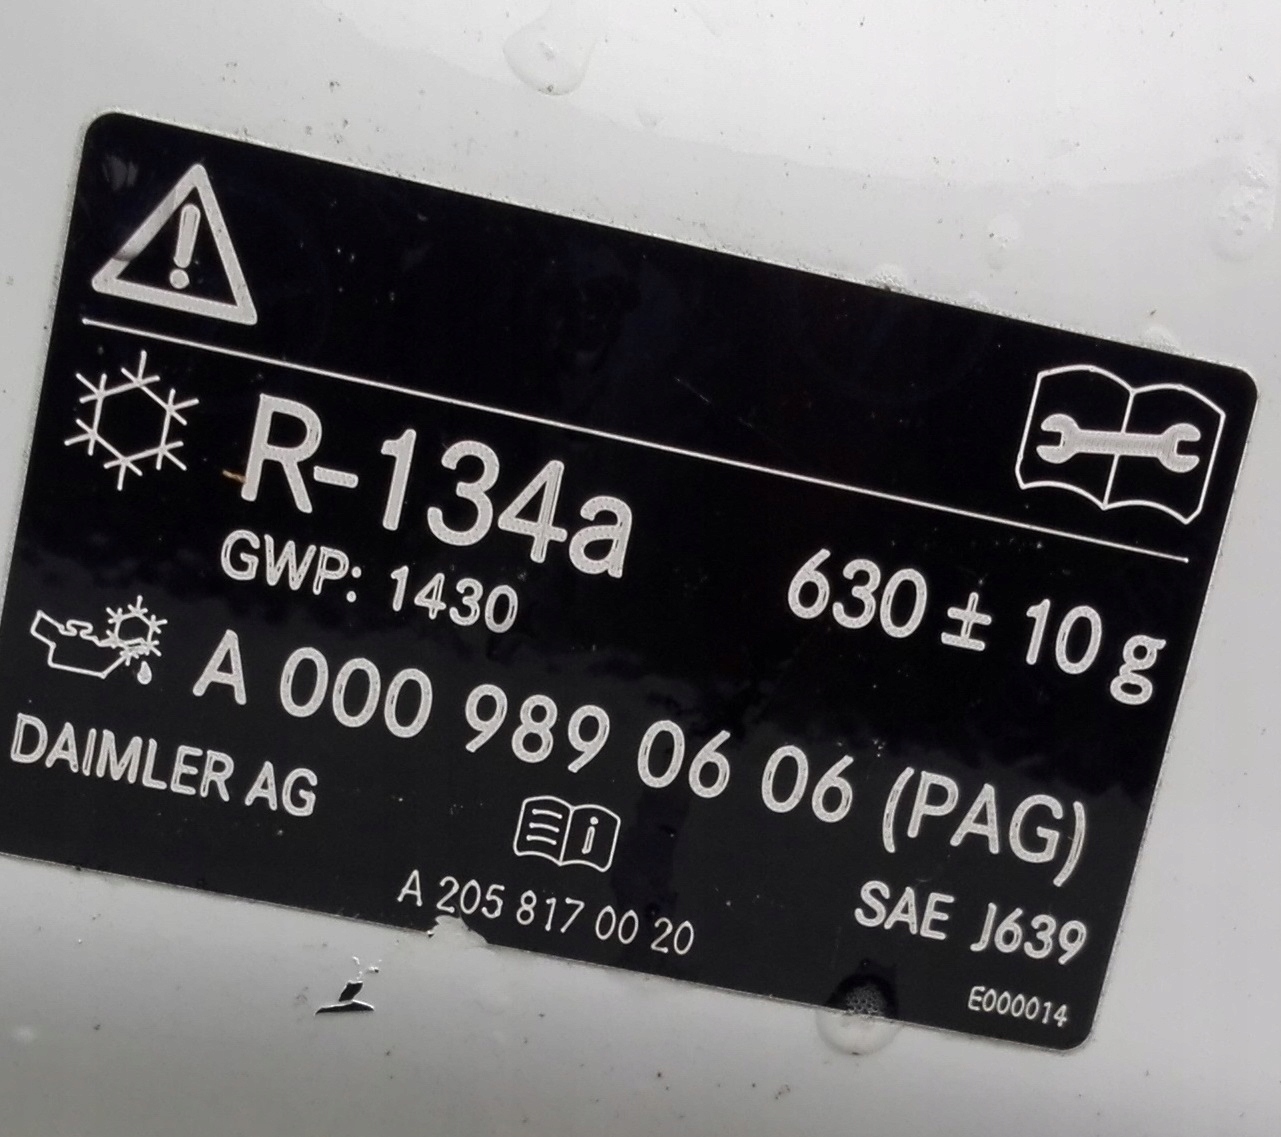 R-134a
GWP: 1430
630 ± 10 g
A 000 989 06 06 (PAG)
DAIMLER AG
A 205 817 00 20
SAE J639
E000014